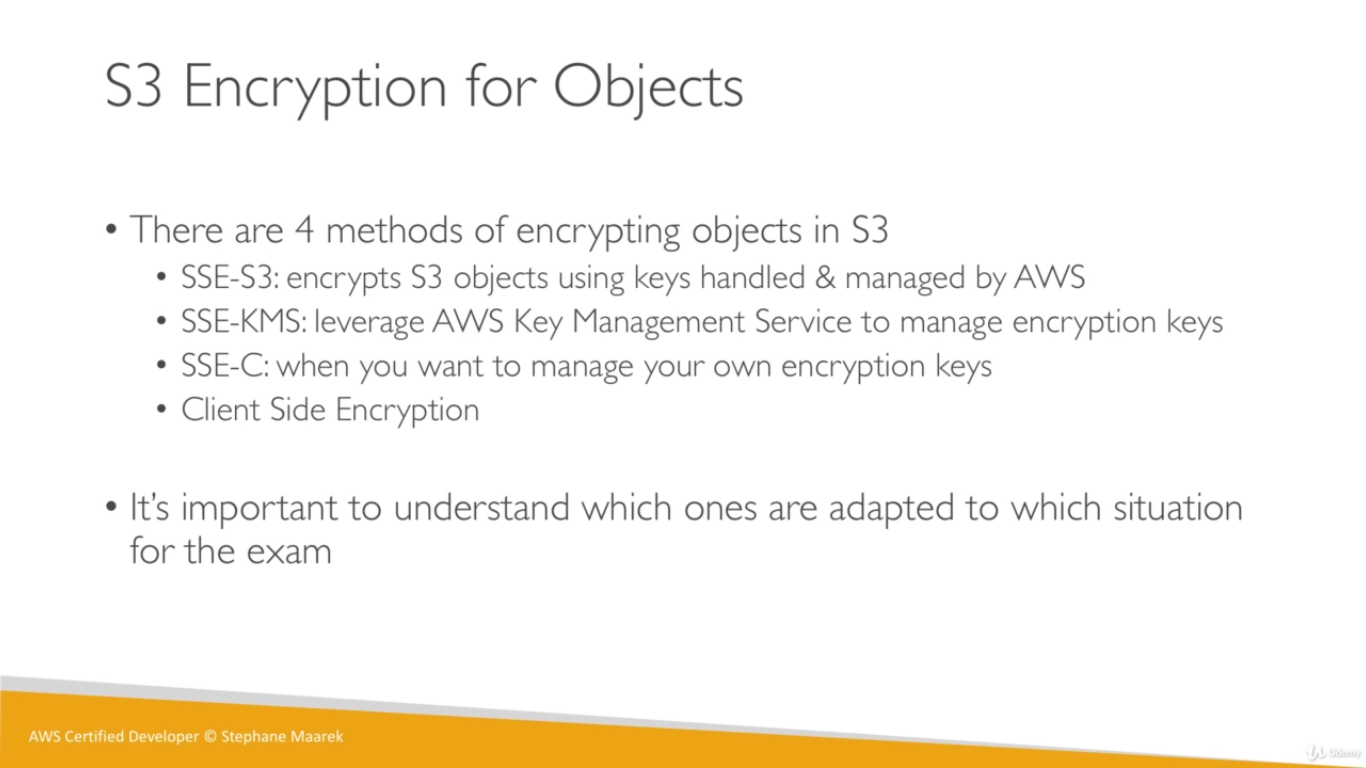 S3 Encryption for Objects
• There are 4 methods of encrypting objects in S3
• SSE-S3: encrypts S3 objects using keys handled & managed by AWS
• SSE-KMS: leverage AWS Key Management Service to manage encryption keys
• SSE-C: when you want to manage your own encryption keys
• Client Side Encryption
• It’s important to understand which ones are adapted to which situation
for the exam
AWS Certified Developer © Stephane Maarek
Udemy